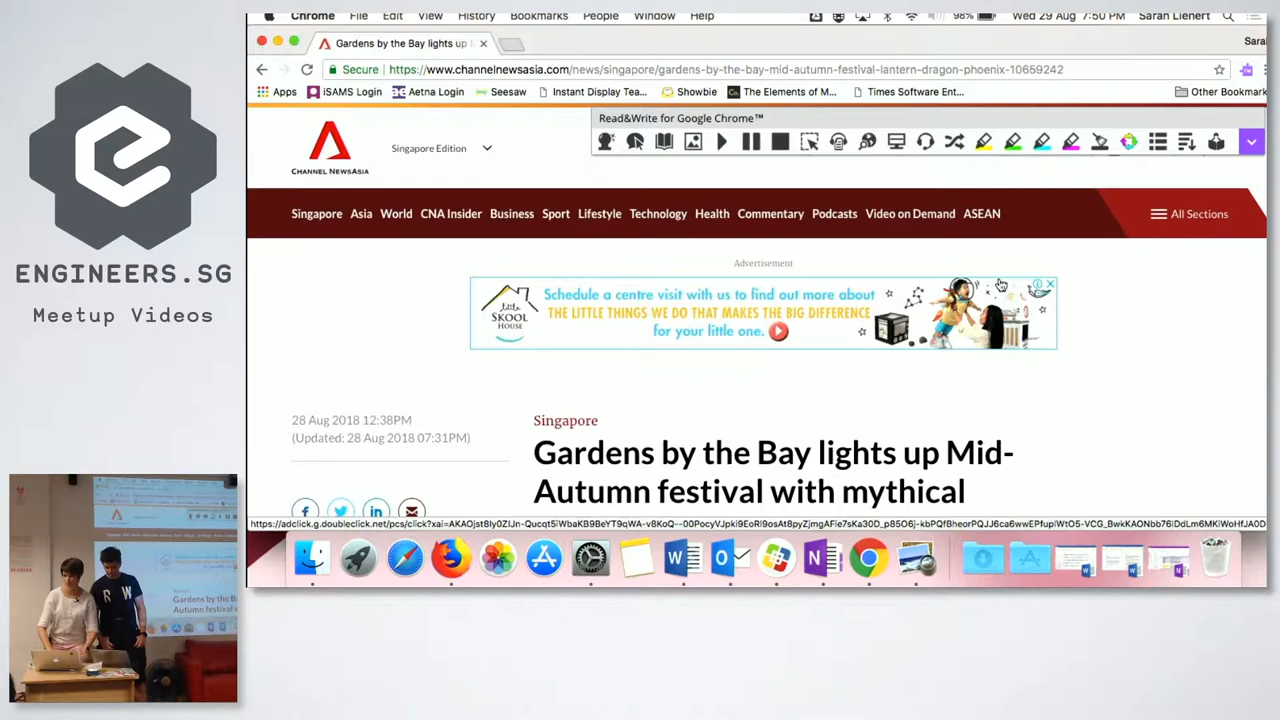 Chrome File Edit View History Bookmarks People Window Help 98% Wed 29 Aug 7:50 PM Sarah Lienert
Gardens by the Bay lights up
Secure https://www.channelnewsasia.com/news/singapore/gardens-by-the-bay-mid-autumn-festival-lantern-dragon-phoenix-10659242
Apps iSAMS Login Aetna Login Seesaw Instant Display Tea... Showbie The Elements of M... Times Software Ent... Other Bookmark
Read&Write for Google Chrome™
CHANNEL NEWSASIA
Singapore Edition
Singapore Asia World CNA Insider Business Sport Lifestyle Technology Health Commentary Podcasts Video on Demand ASEAN All Sections
Advertisement
little SKOOL HOUSE
Schedule a centre visit with us to find out more about
THE LITTLE THINGS WE DO THAT MAKES THE BIG DIFFERENCE
for your little one.
28 Aug 2018 12:38PM
(Updated: 28 Aug 2018 07:31PM)
Singapore
Gardens by the Bay lights up Mid-
Autumn festival with mythical
ENGINEERS.SG
Meetup Videos